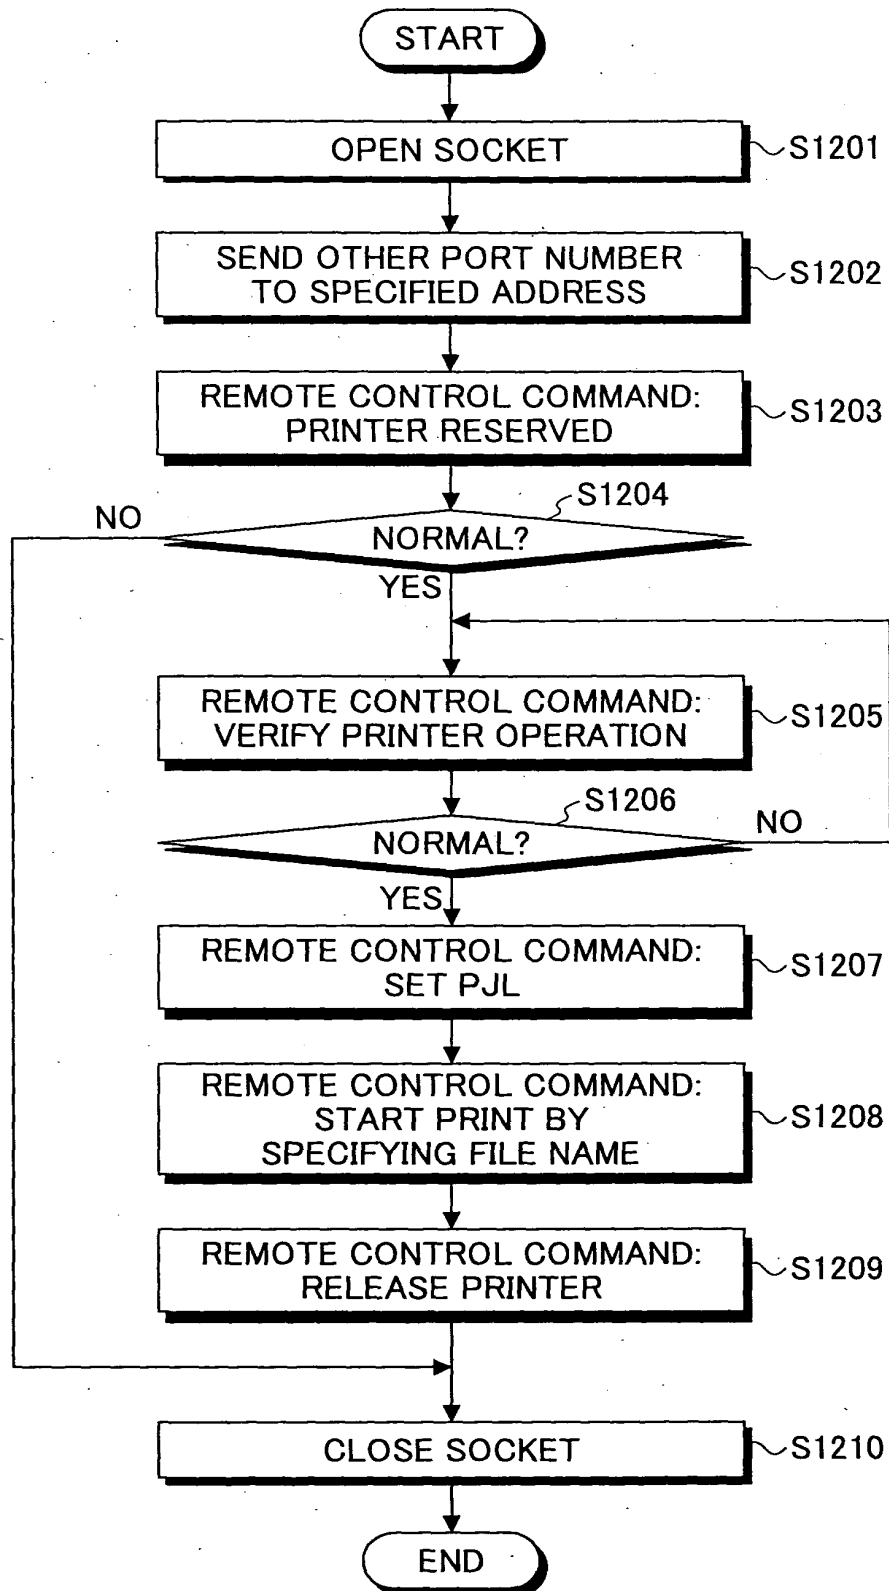 START
OPEN SOCKET
S1201
SEND OTHER PORT NUMBER
TO SPECIFIED ADDRESS
S1202
REMOTE CONTROL COMMAND:
PRINTER RESERVED
S1203
S1204
NO
NORMAL?
YES
REMOTE CONTROL COMMAND:
VERIFY PRINTER OPERATION
S1205
S1206
NORMAL?
NO
YES
REMOTE CONTROL COMMAND:
SET PJL
S1207
REMOTE CONTROL COMMAND:
START PRINT BY
SPECIFYING FILE NAME
S1208
REMOTE CONTROL COMMAND:
RELEASE PRINTER
S1209
CLOSE SOCKET
S1210
END